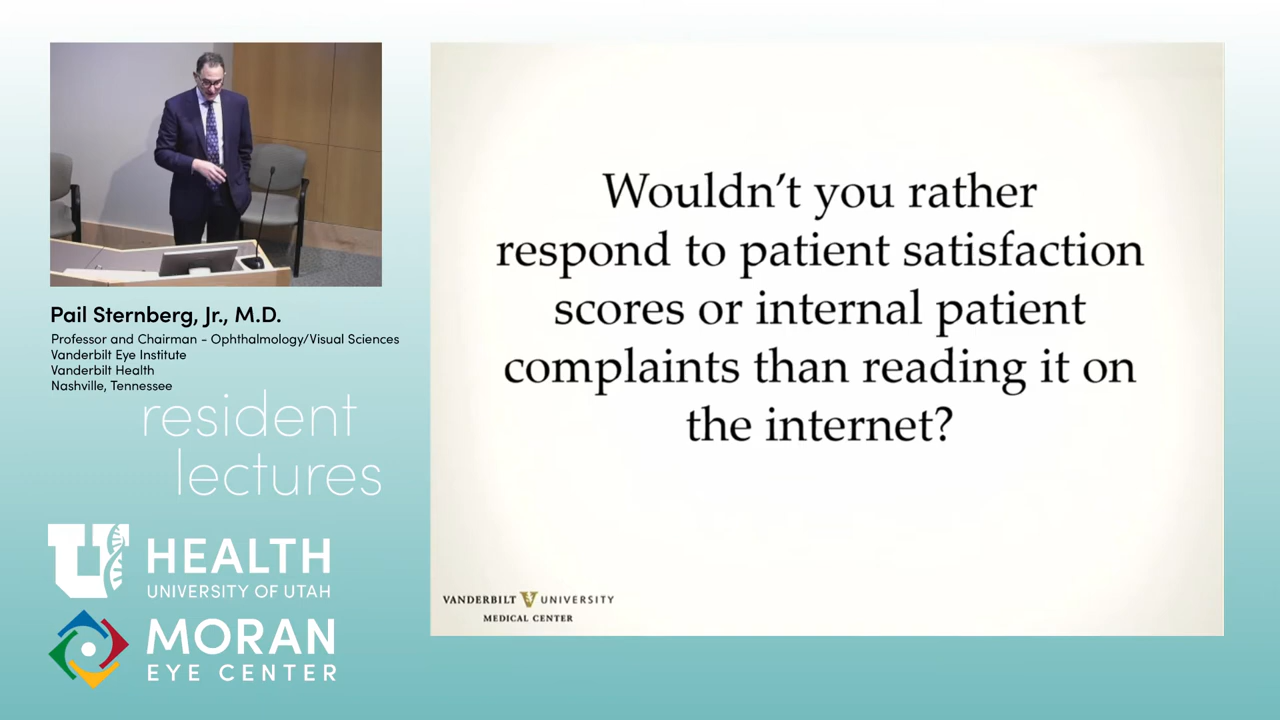 Wouldn't you rather
respond to patient satisfaction
scores or internal patient
complaints than reading it on
the internet?
VANDERBILT V UNIVERSITY
MEDICAL CENTER
Pail Sternberg, Jr., M.D.
Professor and Chairman - Ophthalmology/Visual Sciences
Vanderbilt Eye Institute
Vanderbilt Health
Nashville, Tennessee
resident
lectures
U HEALTH
UNIVERSITY OF UTAH
MORAN
EYE CENTER